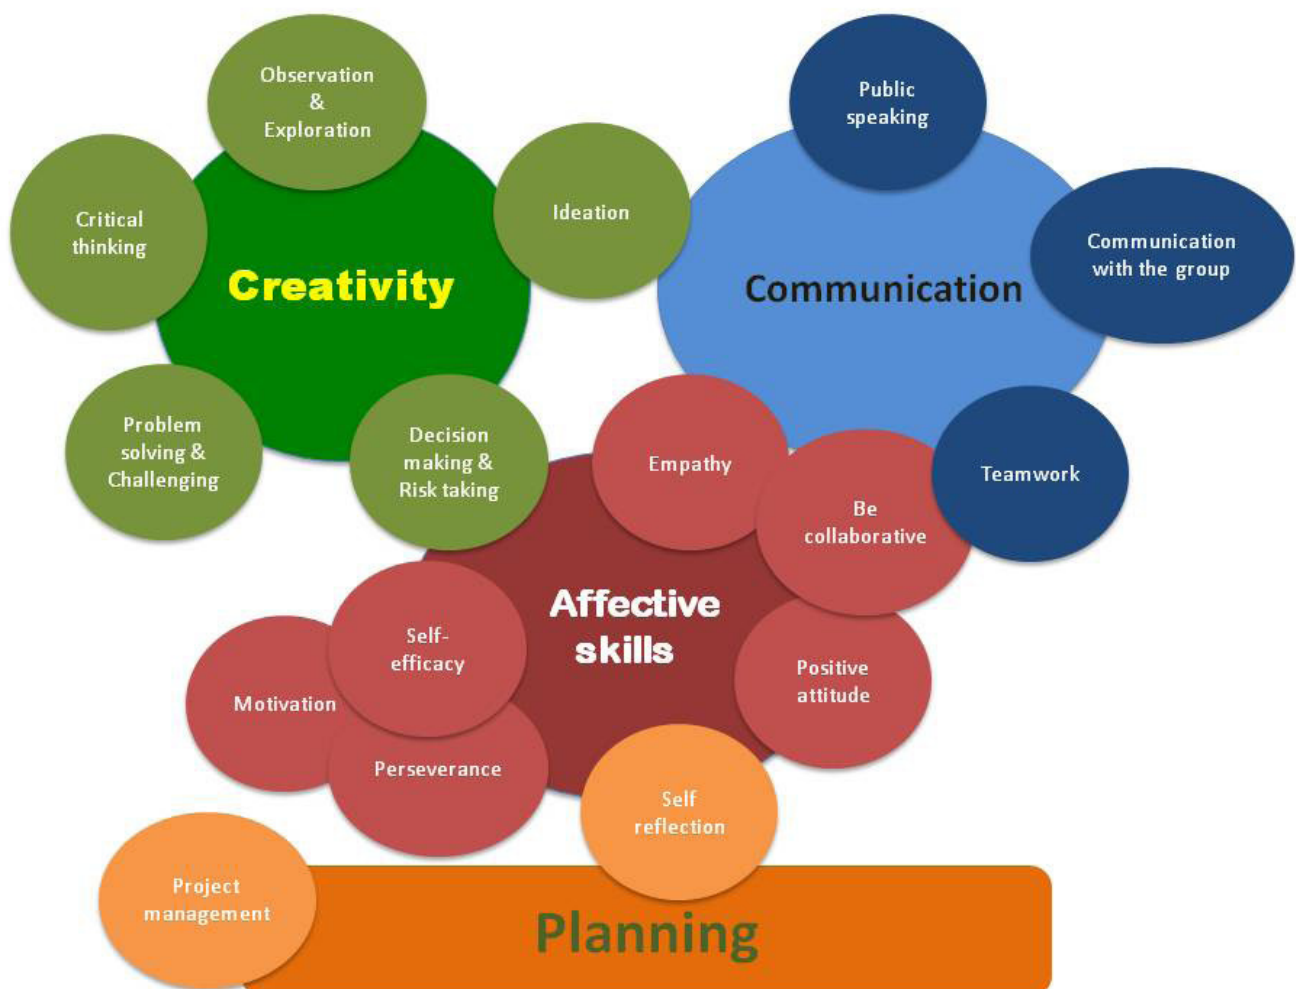 Observation
&
Exploration
Public
speaking
Critical
thinking
Ideation
Communication
with the group
Creativity
Communication
Problem
solving &
Challenging
Decision
making &
Risk taking
Empathy
Be
collaborative
Teamwork
Affective
skills
Self-
efficacy
Motivation
Perseverance
Positive
attitude
Self
reflection
Project
management
Planning